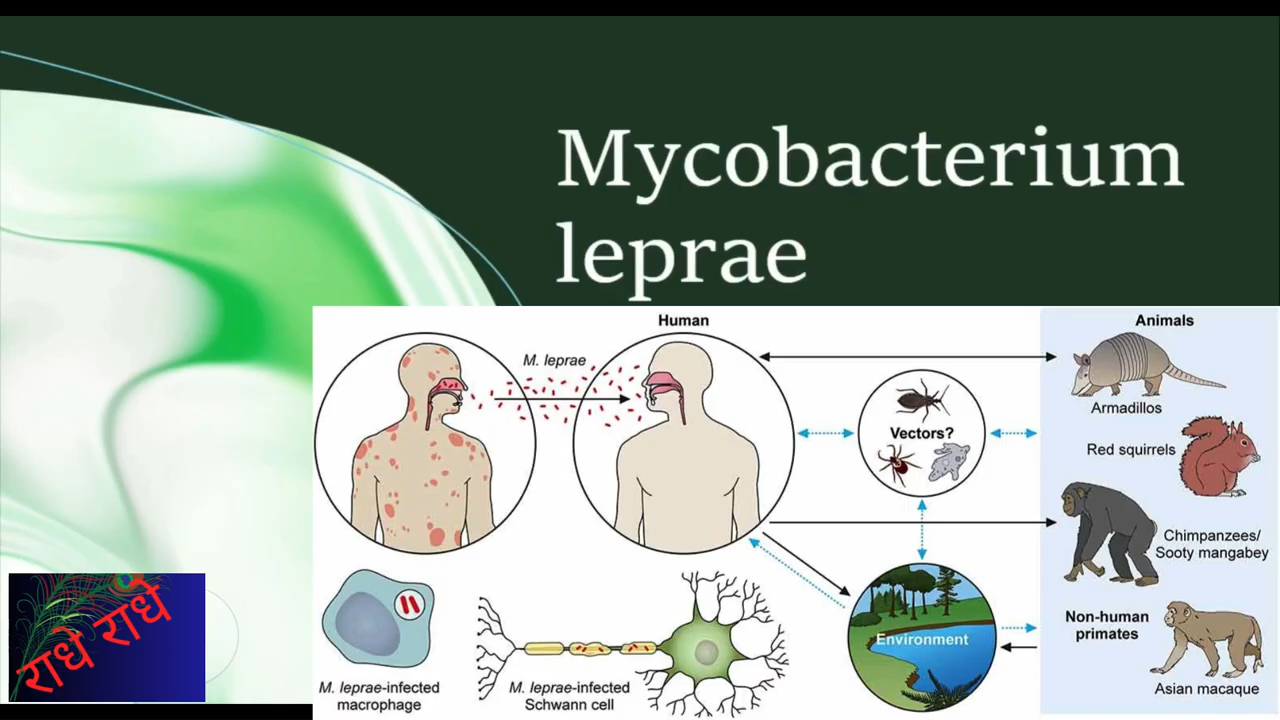 Mycobacterium
leprae
Human
Animals
M. leprae
Armadillos
Vectors?
Red squirrels
Chimpanzees/
Sooty mangabey
Non-human
primates
Environment
Asian macaque
M. leprae-infected
macrophage
M. leprae-infected
Schwann cell
राधे राधे